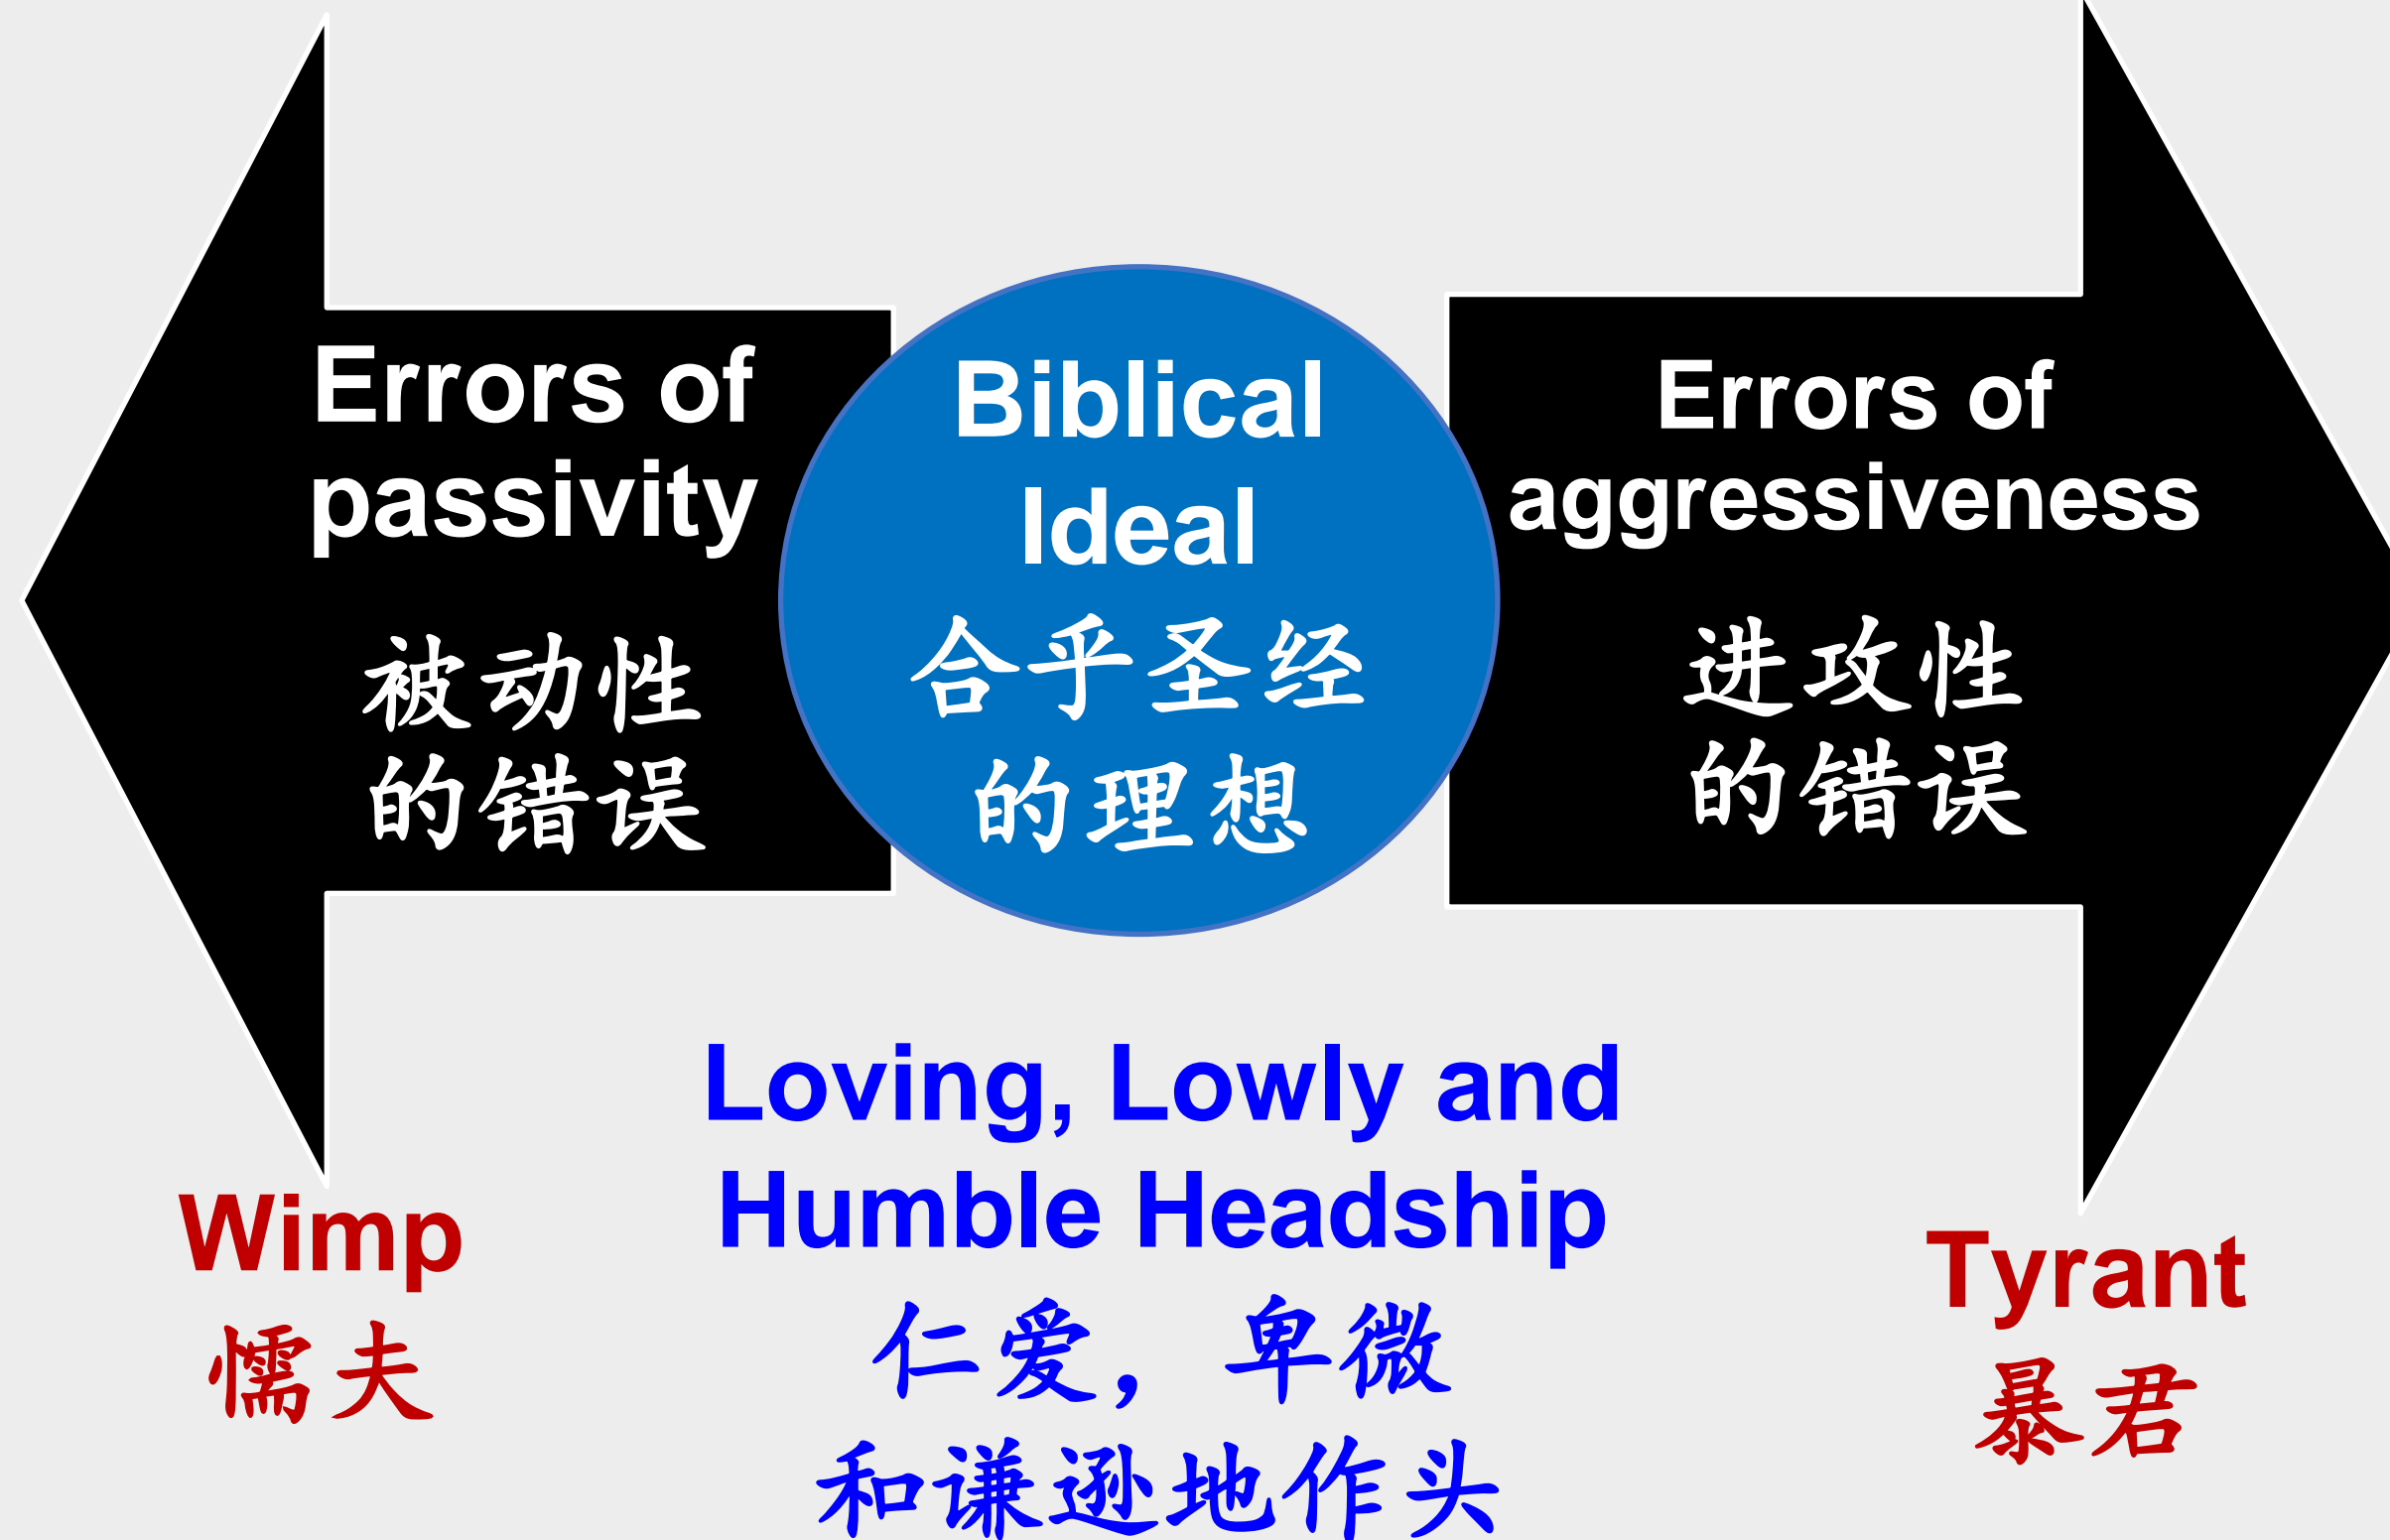 Errors of
passivity
被动性
的错误
Biblical
Ideal
合乎圣经
的理想
Errors of
aggressiveness
进攻性
的错误
Wimp
懦夫
Loving, Lowly and
Humble Headship
仁爱, 卑微
和谦逊地作头
Tyrant
暴君